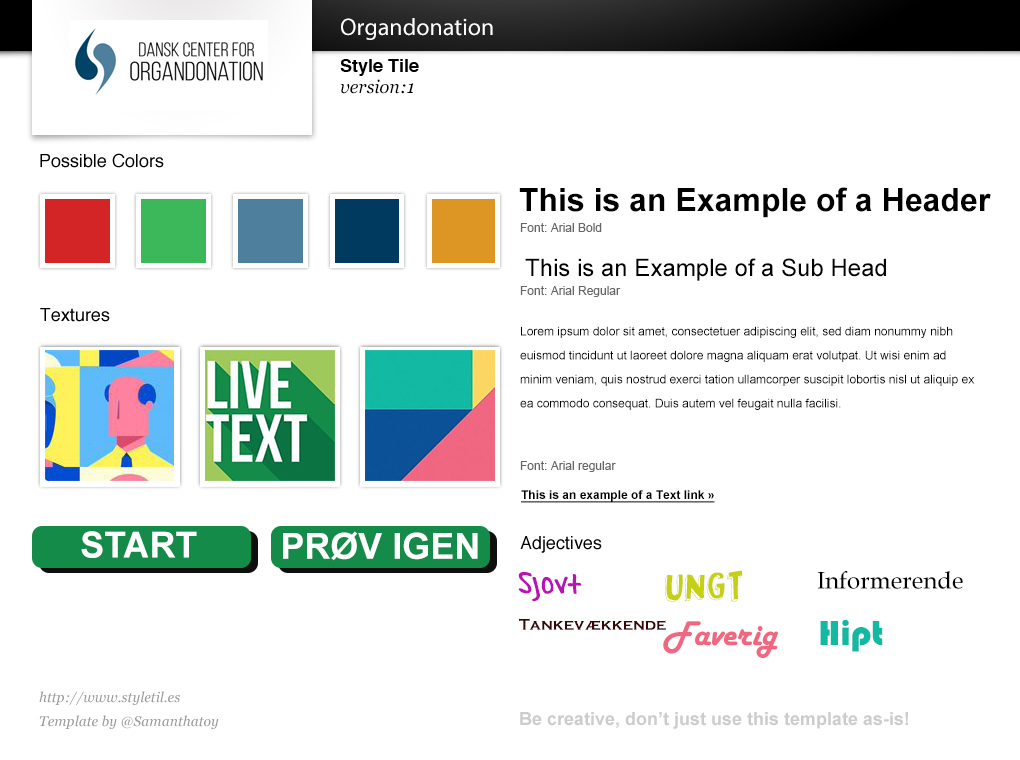 DANSK CENTER FOR
ORGANDONATION
Organdonation
Style Tile
version:1
Possible Colors
Textures
LIVE
TEXT
START
PRØV IGEN
This is an Example of a Header
Font: Arial Bold
This is an Example of a Sub Head
Font: Arial Regular
Lorem ipsum dolor sit amet, consectetuer adipiscing elit, sed diam nonummy nibh
euismod tincidunt ut laoreet dolore magna aliquam erat volutpat. Ut wisi enim ad
minim veniam, quis nostrud exerci tation ullamcorper suscipit lobortis nisl ut aliquip ex
ea commodo consequat. Duis autem vel feugait nulla facilisi.
Font: Arial regular
This is an example of a Text link »
Adjectives
Sjovt
UNGT
Informerende
TANKEVÆKKENDE
Faverig
Hipt
http://www.styletil.es
Template by @Samanthatoy
Be creative, don’t just use this template as-is!